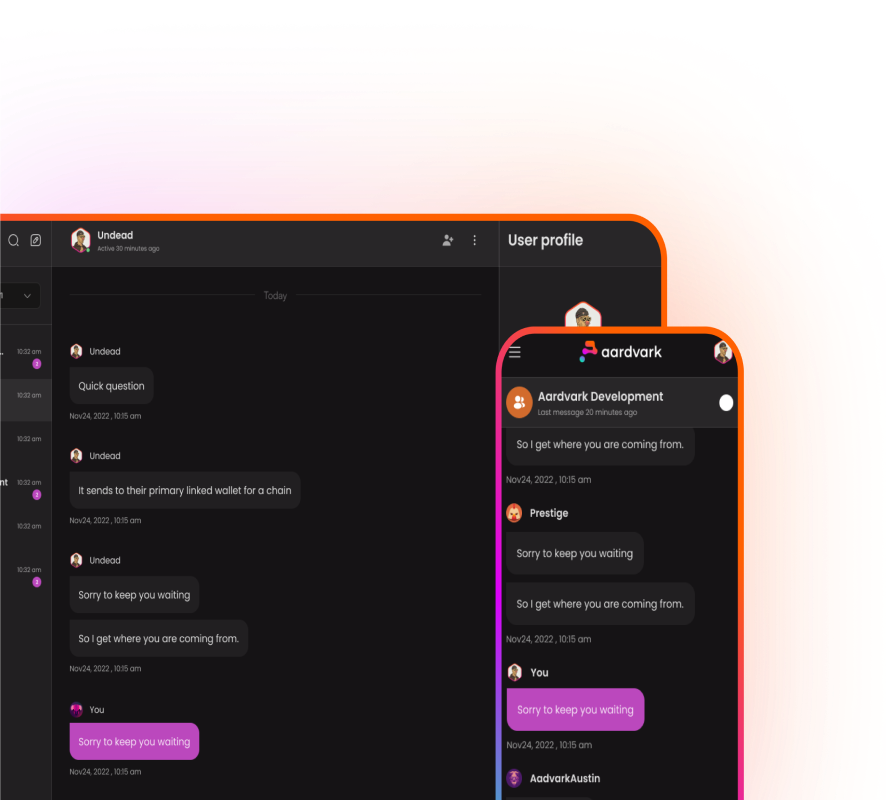 Undead
Active 30 minutes ago
User profile
Today
10:32 am
2
10:32 am
10:32 am
nt
10:32 am
2
10:32 am
10:32 am
2
Undead
Quick question
Nov24, 2022 , 10:15 am
Undead
It sends to their primary linked wallet for a chain
Nov24, 2022 , 10:15 am
Undead
Sorry to keep you waiting
So I get where you are coming from.
Nov24, 2022 , 10:15 am
You
Sorry to keep you waiting
Nov24, 2022 , 10:15 am
aardvark
Aardvark Development
Last message 20 minutes ago
So I get where you are coming from.
Nov24, 2022 , 10:15 am
Prestige
Sorry to keep you waiting
So I get where you are coming from.
Nov24, 2022 , 10:15 am
You
Sorry to keep you waiting
Nov24, 2022 , 10:15 am
AadvarkAustin